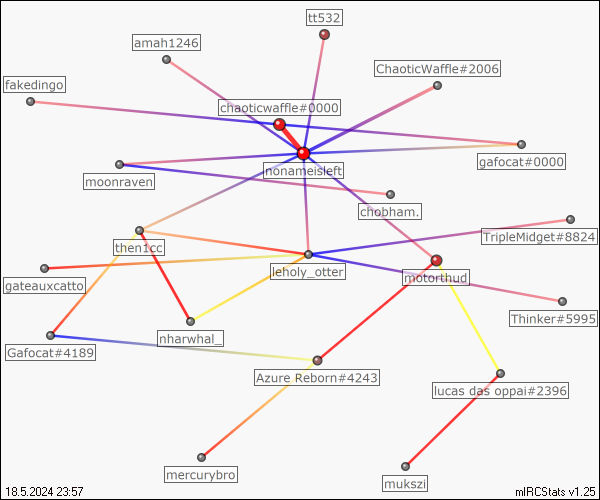 tt532
amah1246
ChaoticWaffle#2006
fakedingo
chaoticwaffle#0000
gafocat#0000
nonameisleft
moonraven
chobham.
TripleMidget#8824
then1cc
leholy_otter
motorthud
gateauxcatto
Thinker#5995
nharwhal_
Gafocat#4189
Azure Reborn#4243
lucas das oppai#2396
mercurybro
mukszi
18.5.2024 23:57
mIRCStats v1.25